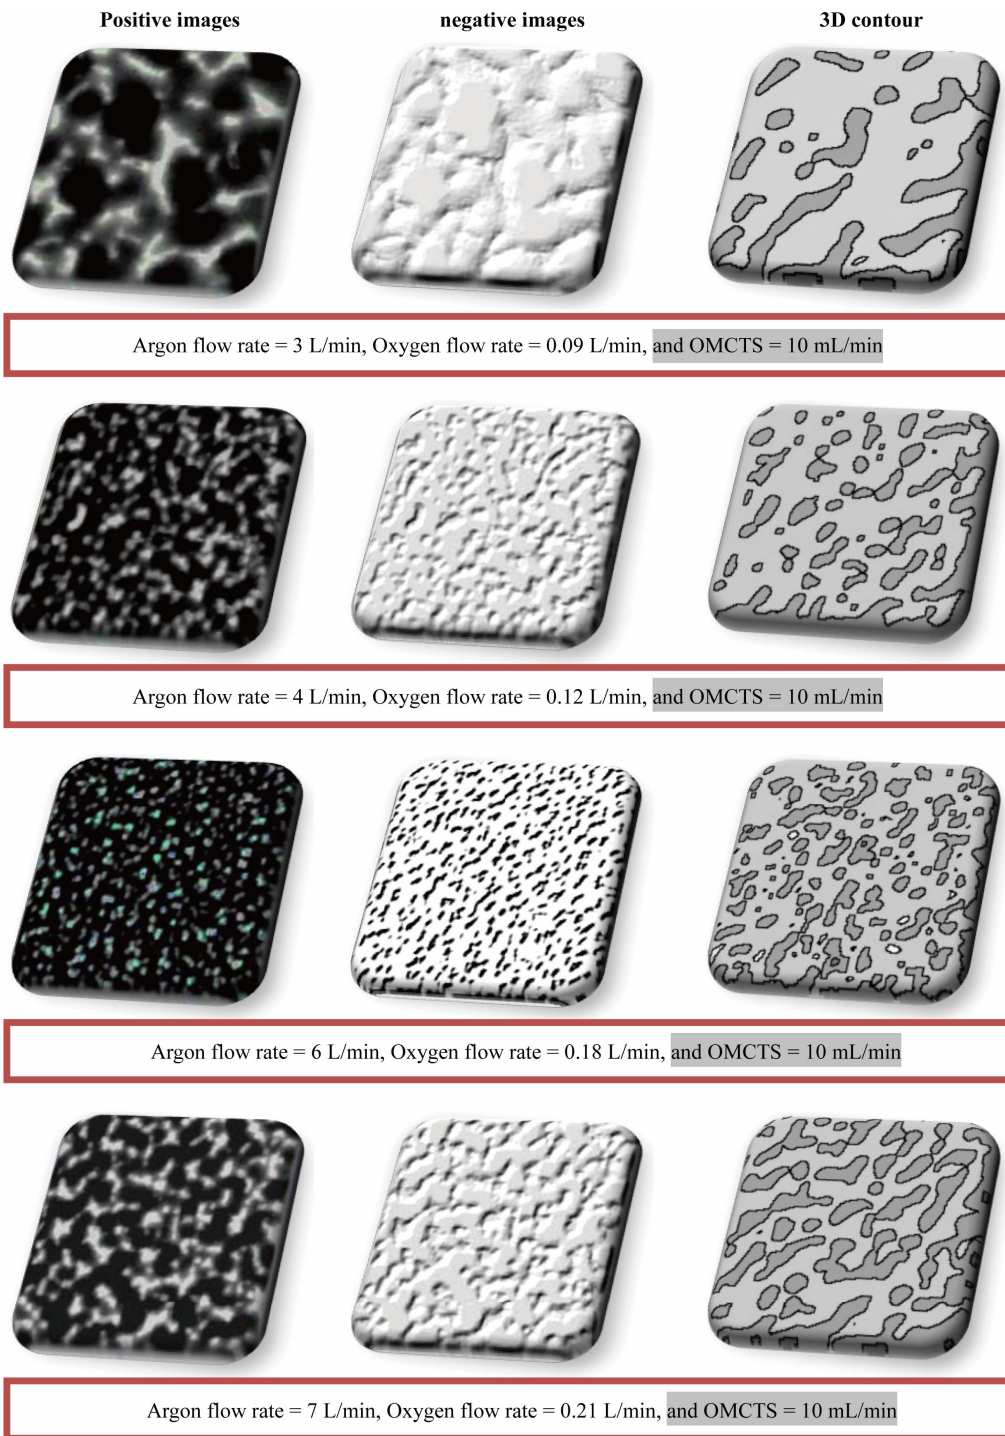 Positive images negative images 3D contour
Argon flow rate = 3 L/min, Oxygen flow rate = 0.09 L/min, and OMCTS = 10 mL/min
Argon flow rate = 4 L/min, Oxygen flow rate = 0.12 L/min, and OMCTS = 10 mL/min
Argon flow rate = 6 L/min, Oxygen flow rate = 0.18 L/min, and OMCTS = 10 mL/min
Argon flow rate = 7 L/min, Oxygen flow rate = 0.21 L/min, and OMCTS = 10 mL/min